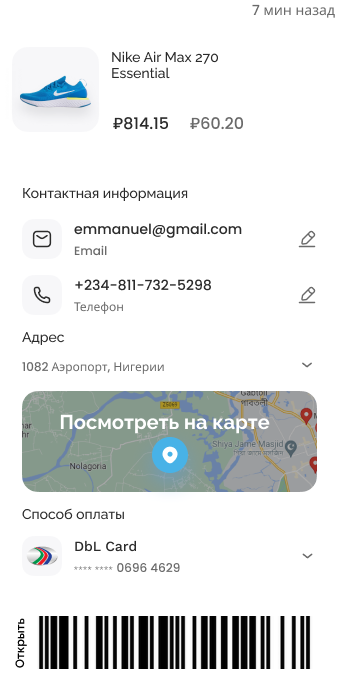 7 мин назад
Nike Air Max 270
Essential
₽814.15 ₽60.20
Контактная информация
emmanuel@gmail.com
Email
+234-811-732-5298
Телефон
Адрес
1082 Аэропорт, Нигерии
Посмотреть на карте
Z5069
Shiya Jame Masjid
Nolagoria
Способ оплаты
DbL Card
**** **** 0696 4629
Открыть